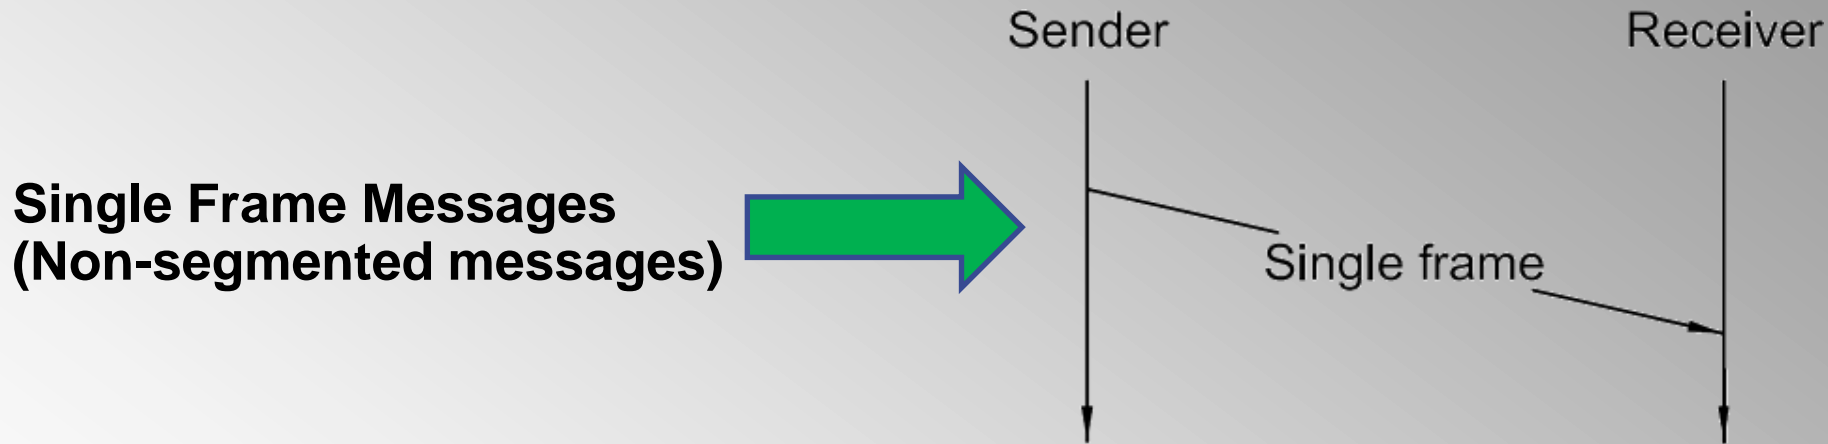 Sender
Receiver
Single Frame Messages
(Non-segmented messages)
Single frame